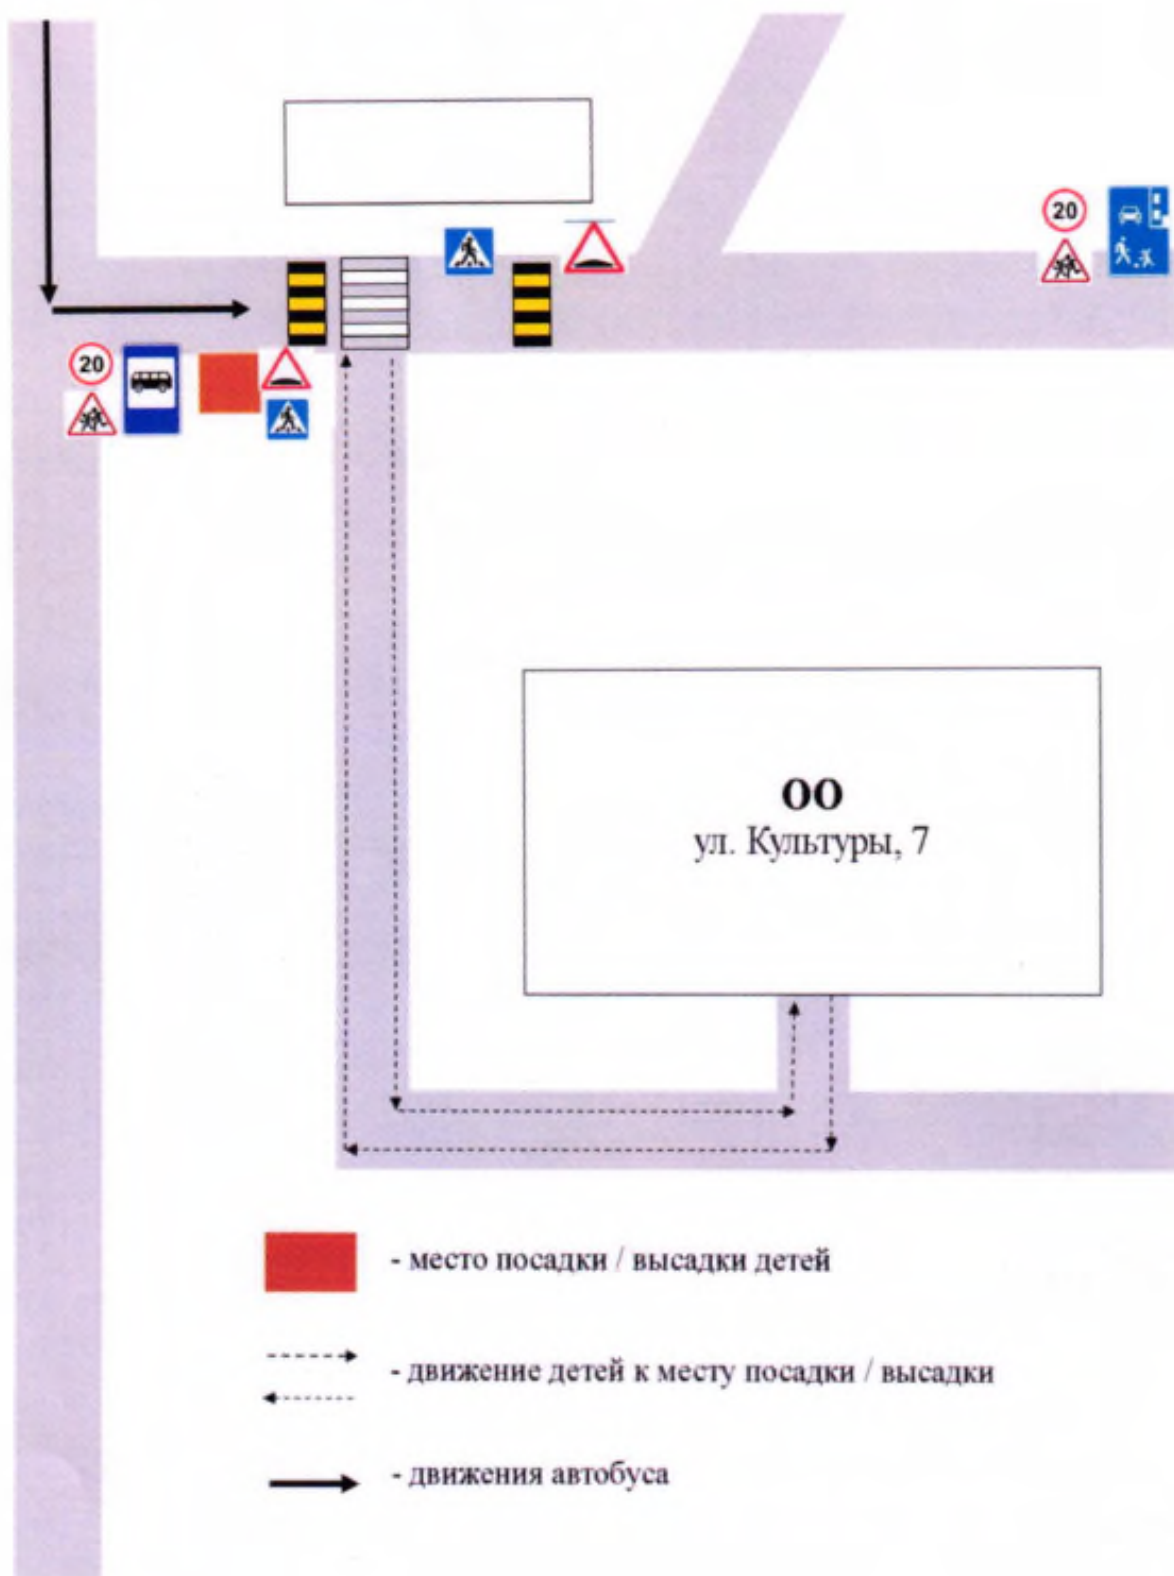 20
20
ОО
ул. Культуры, 7
- место посадки / высадки детей
- движение детей к месту посадки / высадки
- движения автобуса